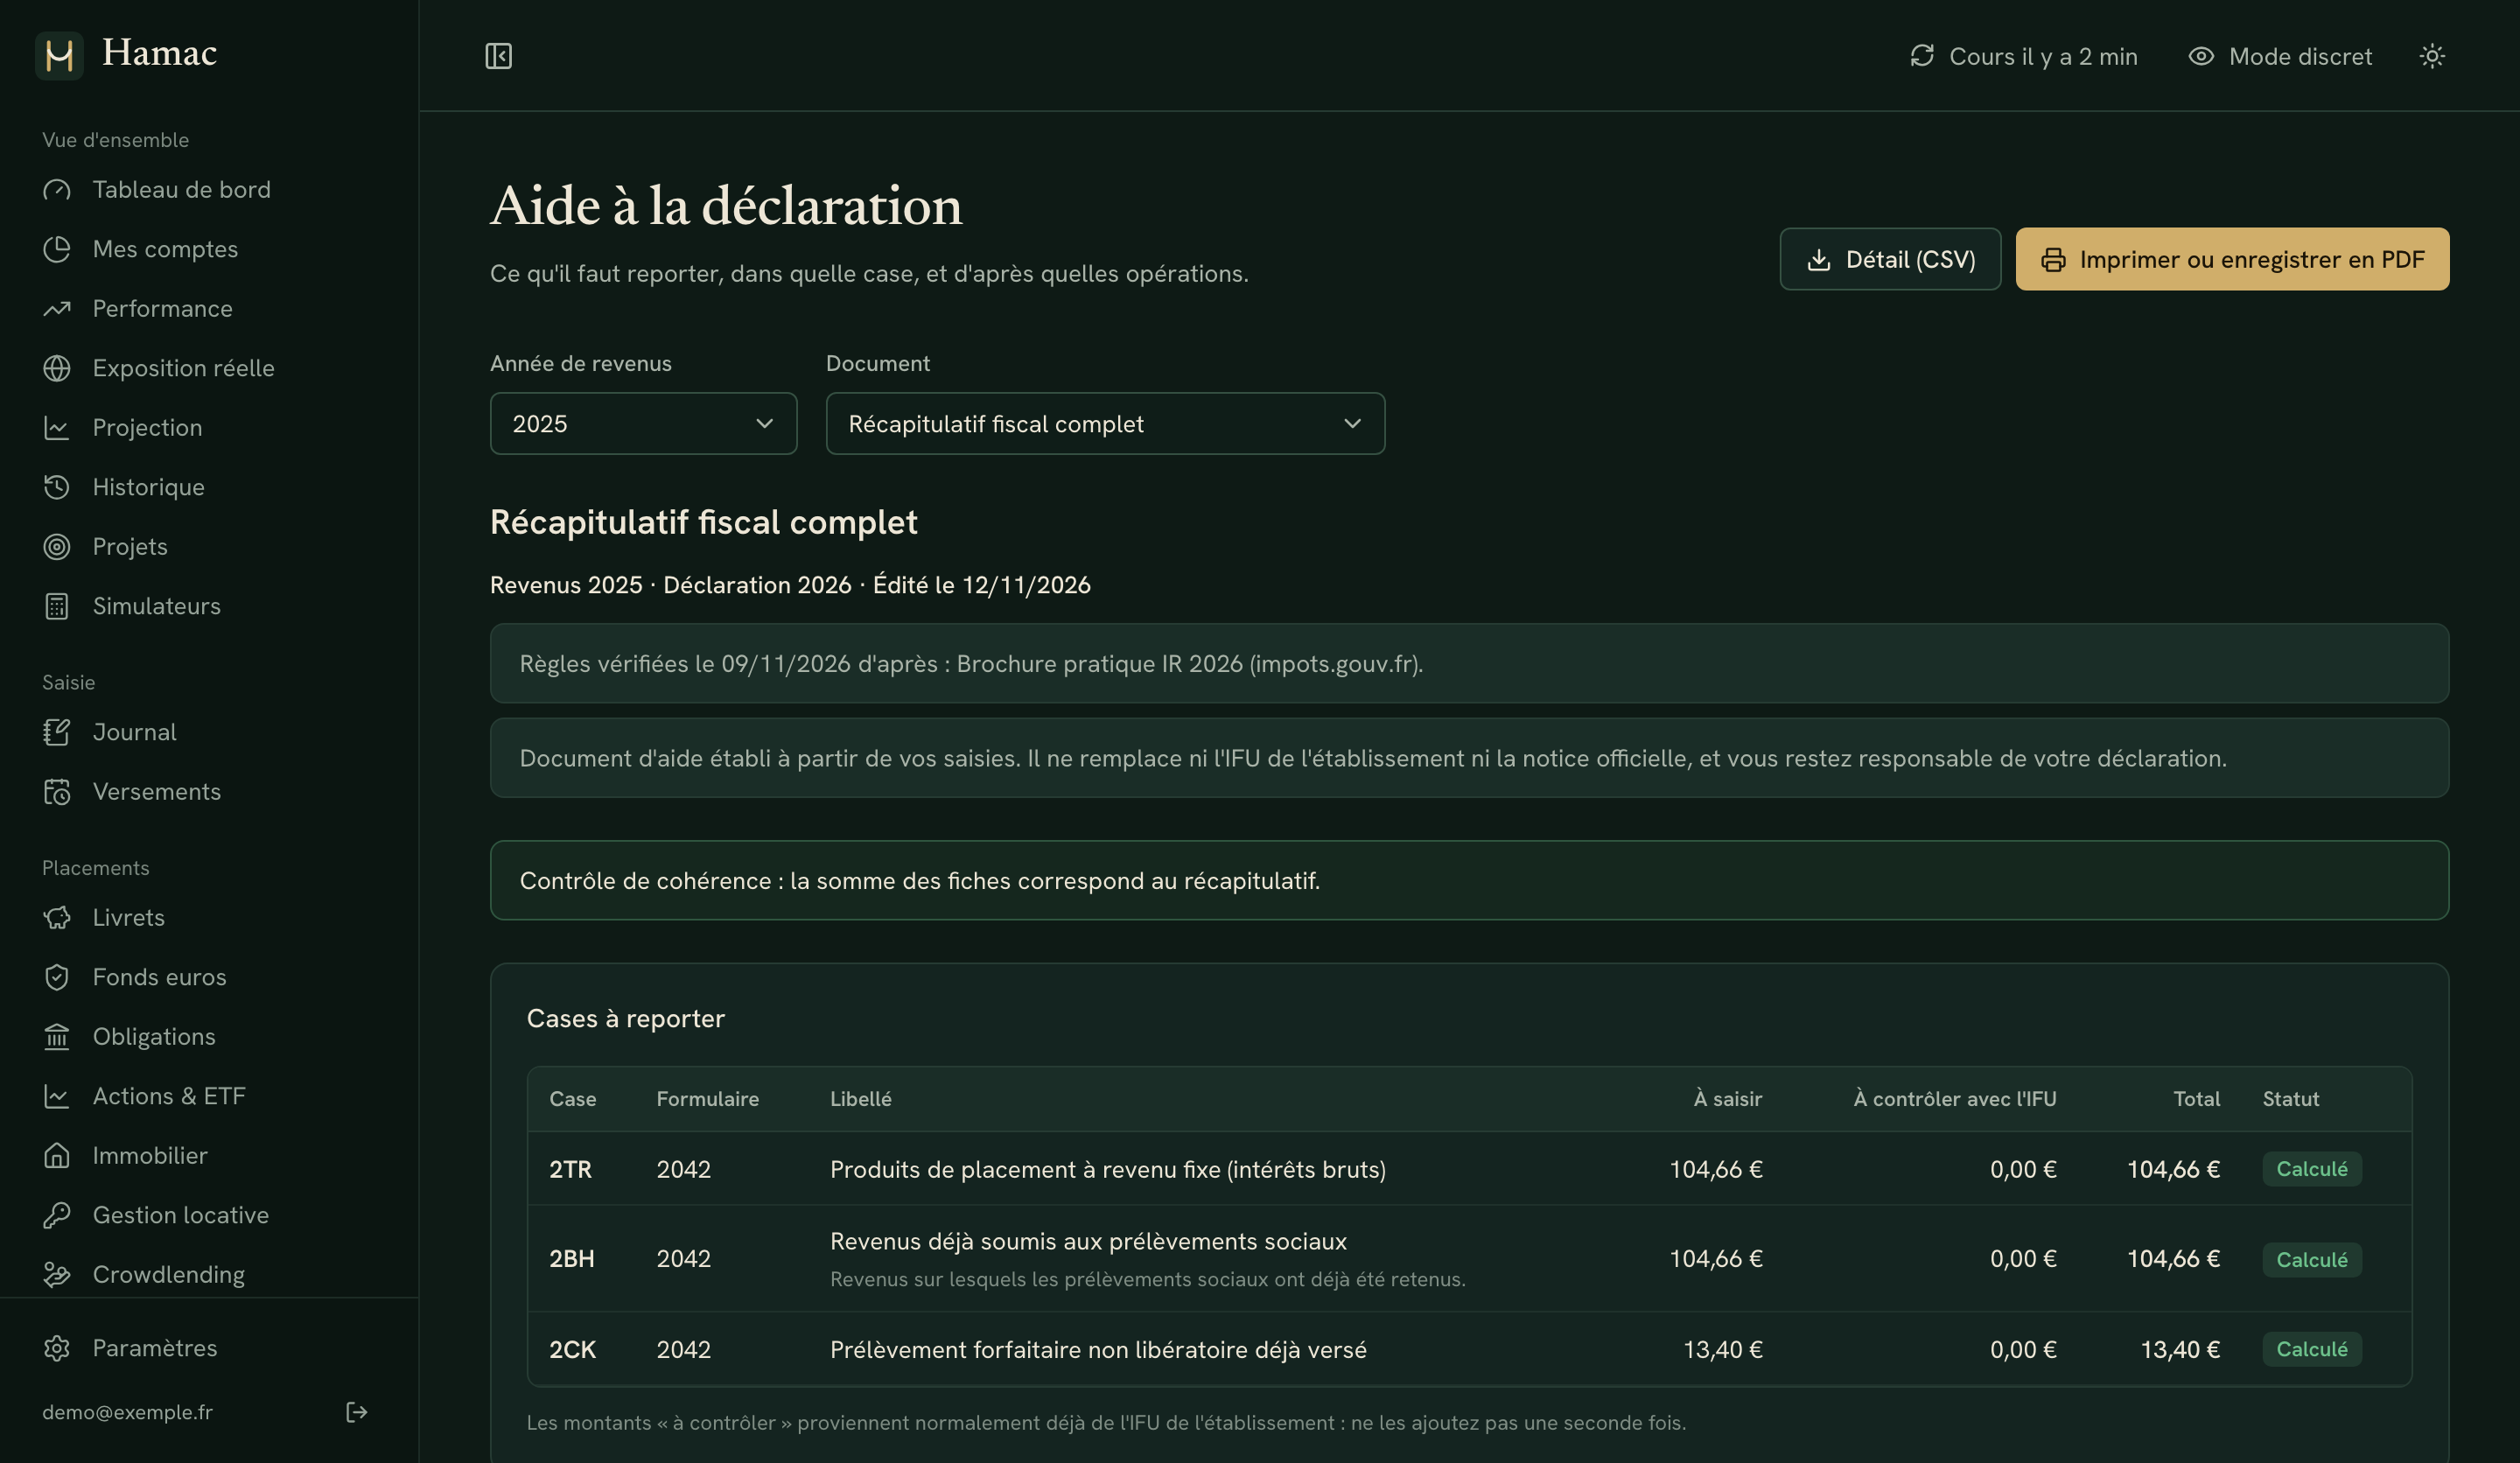 Hamac
Vue d'ensemble
Tableau de bord
Mes comptes
Performance
Exposition réelle
Projection
Historique
Projets
Simulateurs
Saisie
Journal
Versements
Placements
Livrets
Fonds euros
Obligations
Actions & ETF
Immobilier
Gestion locative
Crowdlending
Paramètres
demo@exemple.fr
Cours il y a 2 min
Mode discret
Aide à la déclaration
Ce qu'il faut reporter, dans quelle case, et d'après quelles opérations.
Détail (CSV)
Imprimer ou enregistrer en PDF
Année de revenus
Document
2025
Récapitulatif fiscal complet
Récapitulatif fiscal complet
Revenus 2025 · Déclaration 2026 · Édité le 12/11/2026
Règles vérifiées le 09/11/2026 d'après : Brochure pratique IR 2026 (impots.gouv.fr).
Document d'aide établi à partir de vos saisies. Il ne remplace ni l'IFU de l'établissement ni la notice officielle, et vous restez responsable de votre déclaration.
Contrôle de cohérence : la somme des fiches correspond au récapitulatif.
Cases à reporter
Case Formulaire Libellé À saisir À contrôler avec l'IFU Total Statut
2TR 2042 Produits de placement à revenu fixe (intérêts bruts) 104,66 € 0,00 € 104,66 € Calculé
2BH 2042 Revenus déjà soumis aux prélèvements sociaux 104,66 € 0,00 € 104,66 € Calculé
Revenus sur lesquels les prélèvements sociaux ont déjà été retenus.
2CK 2042 Prélèvement forfaitaire non libératoire déjà versé 13,40 € 0,00 € 13,40 € Calculé
Les montants « à contrôler » proviennent normalement déjà de l'IFU de l'établissement : ne les ajoutez pas une seconde fois.